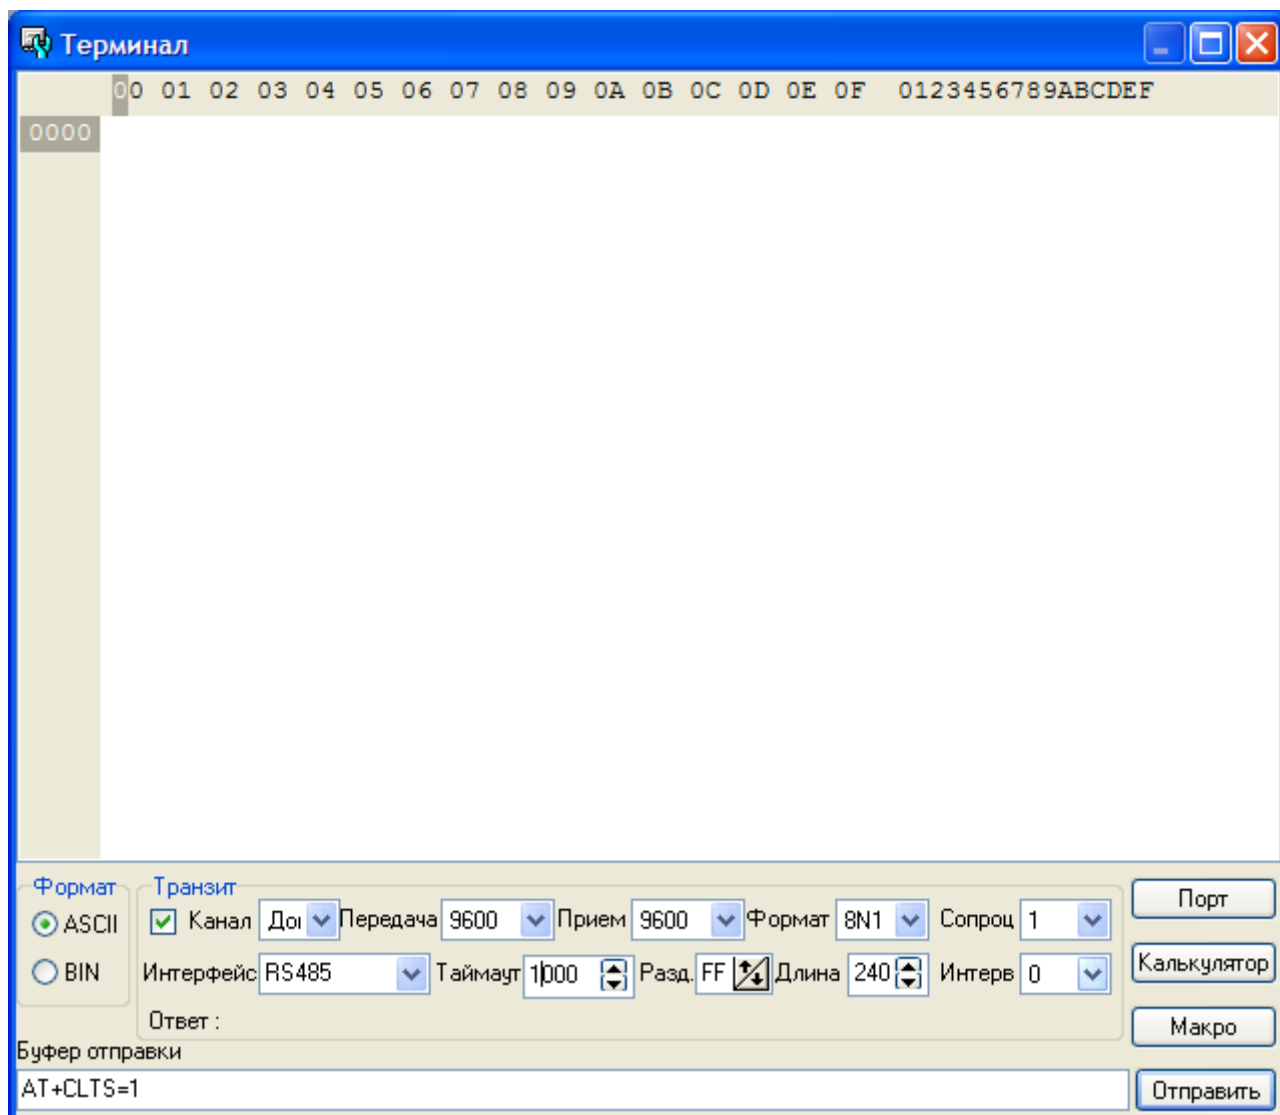 Терминал
00 01 02 03 04 05 06 07 08 09 0A 0B 0C 0D 0E 0F 0123456789ABCDEF
0000
Формат Транзит
ASCII Канал Передача 9600 Прием 9600 Формат 8N1 Сопроц 1 Порт
BIN Интерфейс RS485 Таймаут 1000 Разд. FF Длина 240 Интерв 0 Калькулятор
Ответ : Макро
Буфер отправки
AT+CLTS=1 Отправить